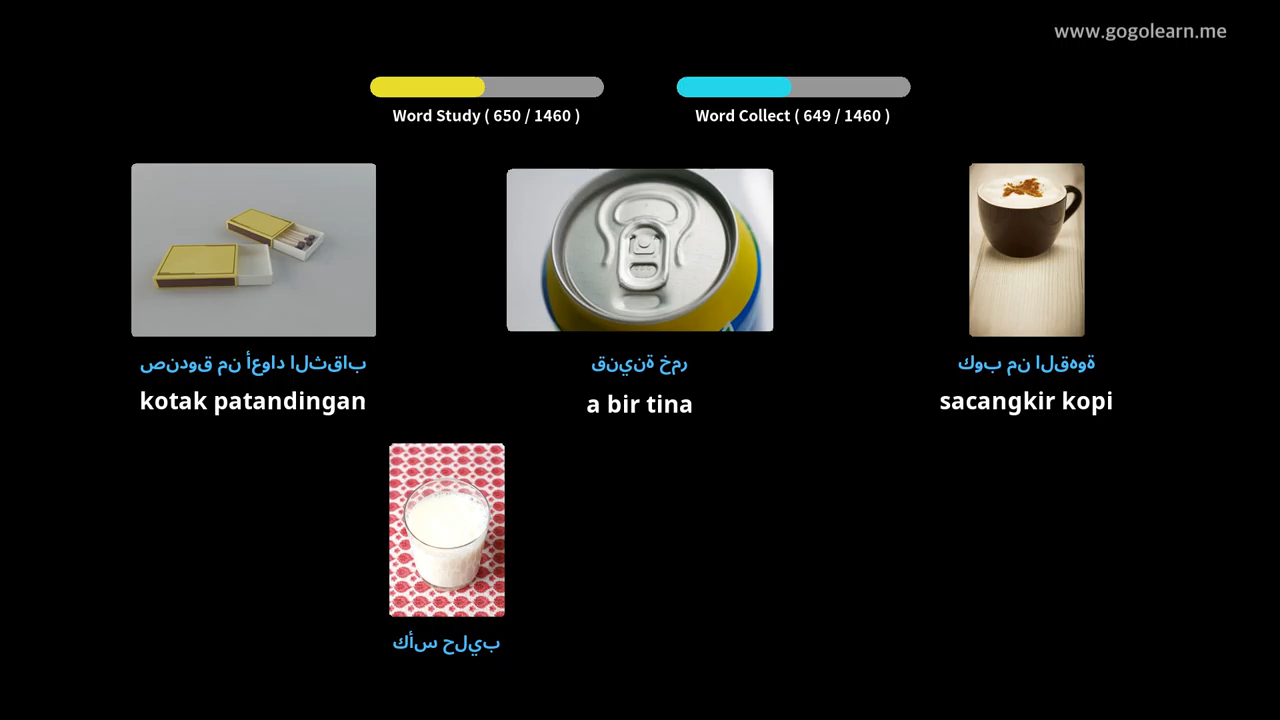 www.gogolearn.me
Word Study ( 650 / 1460 )
Word Collect ( 649 / 1460 )
صندوق من أعواد الثقاب
kotak patandingan
قنينة خمر
a bir tina
كوب من القهوة
sacangkir kopi
كأس حليب